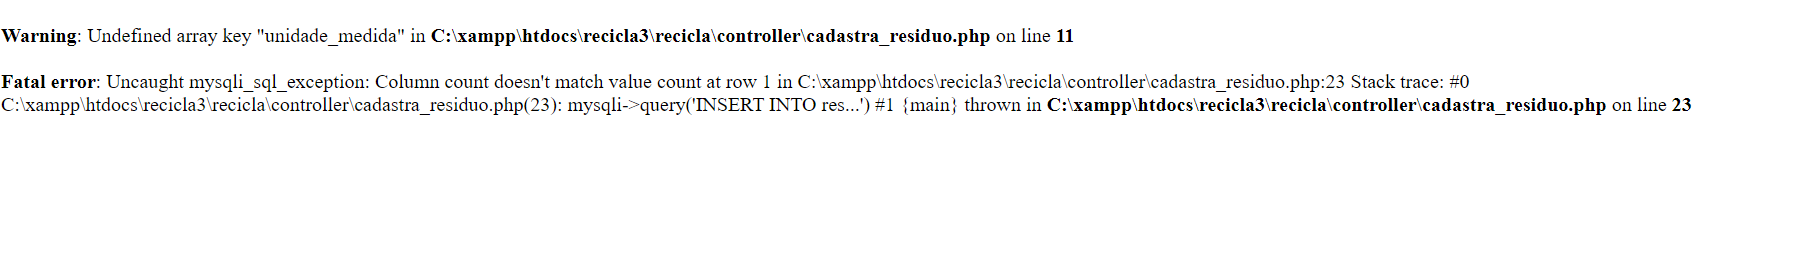 Warning: Undefined array key "unidade_medida" in C:\xampp\htdocs\recicla3\recicla\controller\cadastra_residuo.php on line 11
Fatal error: Uncaught mysqli_sql_exception: Column count doesn't match value count at row 1 in C:\xampp\htdocs\recicla3\recicla\controller\cadastra_residuo.php:23 Stack trace: #0
C:\xampp\htdocs\recicla3\recicla\controller\cadastra_residuo.php(23): mysqli->query('INSERT INTO res...') #1 {main} thrown in C:\xampp\htdocs\recicla3\recicla\controller\cadastra_residuo.php on line 23